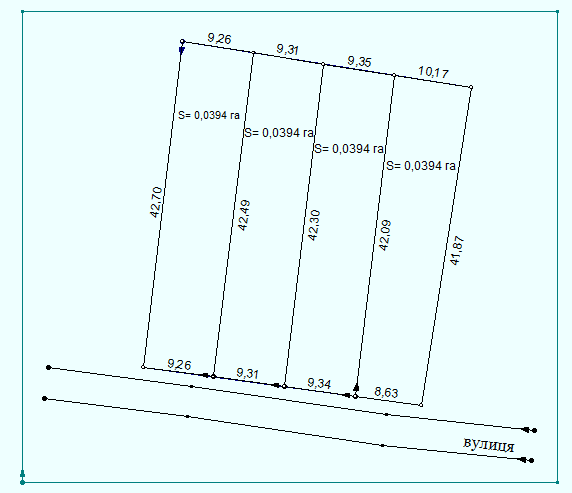 9,26
9,31
9,35
10,17
S= 0,0394 га
S= 0,0394 га
S= 0,0394 га
S= 0,0394 га
42,70
42,49
42,30
42,09
41,87
9,26
9,31
9,34
8,63
вулиця